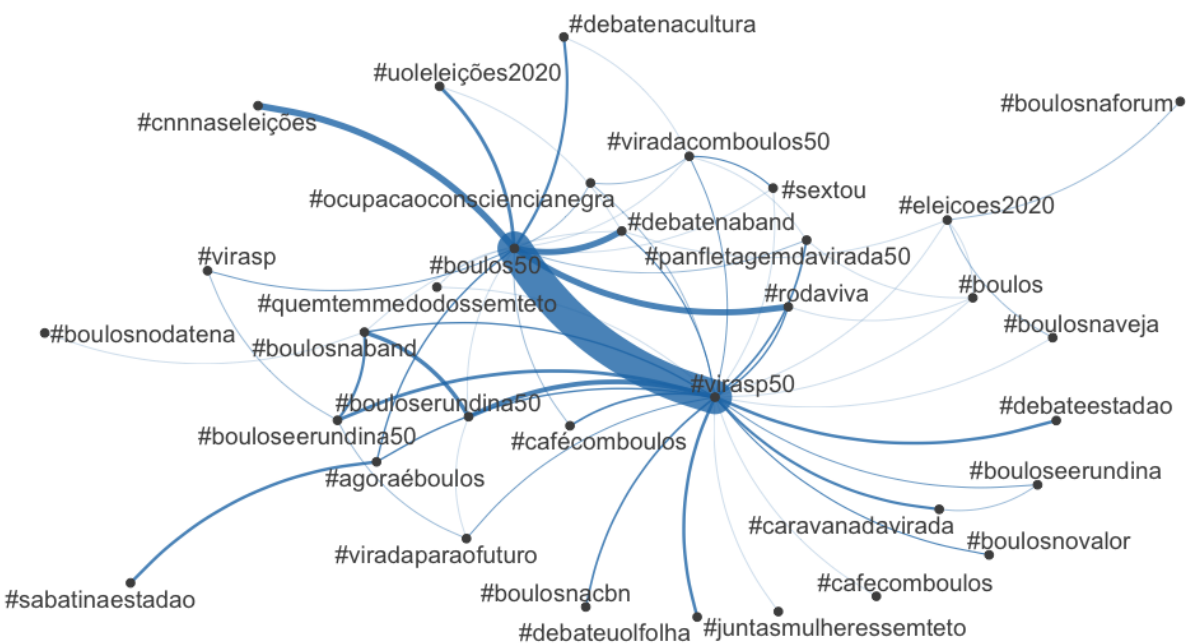 #debatenacultura
#uoleleições2020
#boulosnaforum
#cnnnaseleições
#viradacomboulos50
#sextou
#ocupacaoconsciencianegra
#eleicoes2020
#debatenaband
#virasp
#panfletagemdavirada50
#boulos50
#boulos
#rodaviva
#quemtemmedodossemteto
#boulosnaveja
#boulosnodatena
#boulosnaband
#virasp50
#bouloserundina50
#debateestadao
#bouloseerundina50
#cafécomboulos
#bouloseerundina
#agoraéboulos
#caravanadavirada
#boulosnovalor
#viradaparaofuturo
#cafecomboulos
#boulosnacbn
#sabatinaestadao
#juntasmulheressemteto
#debateuolfolha